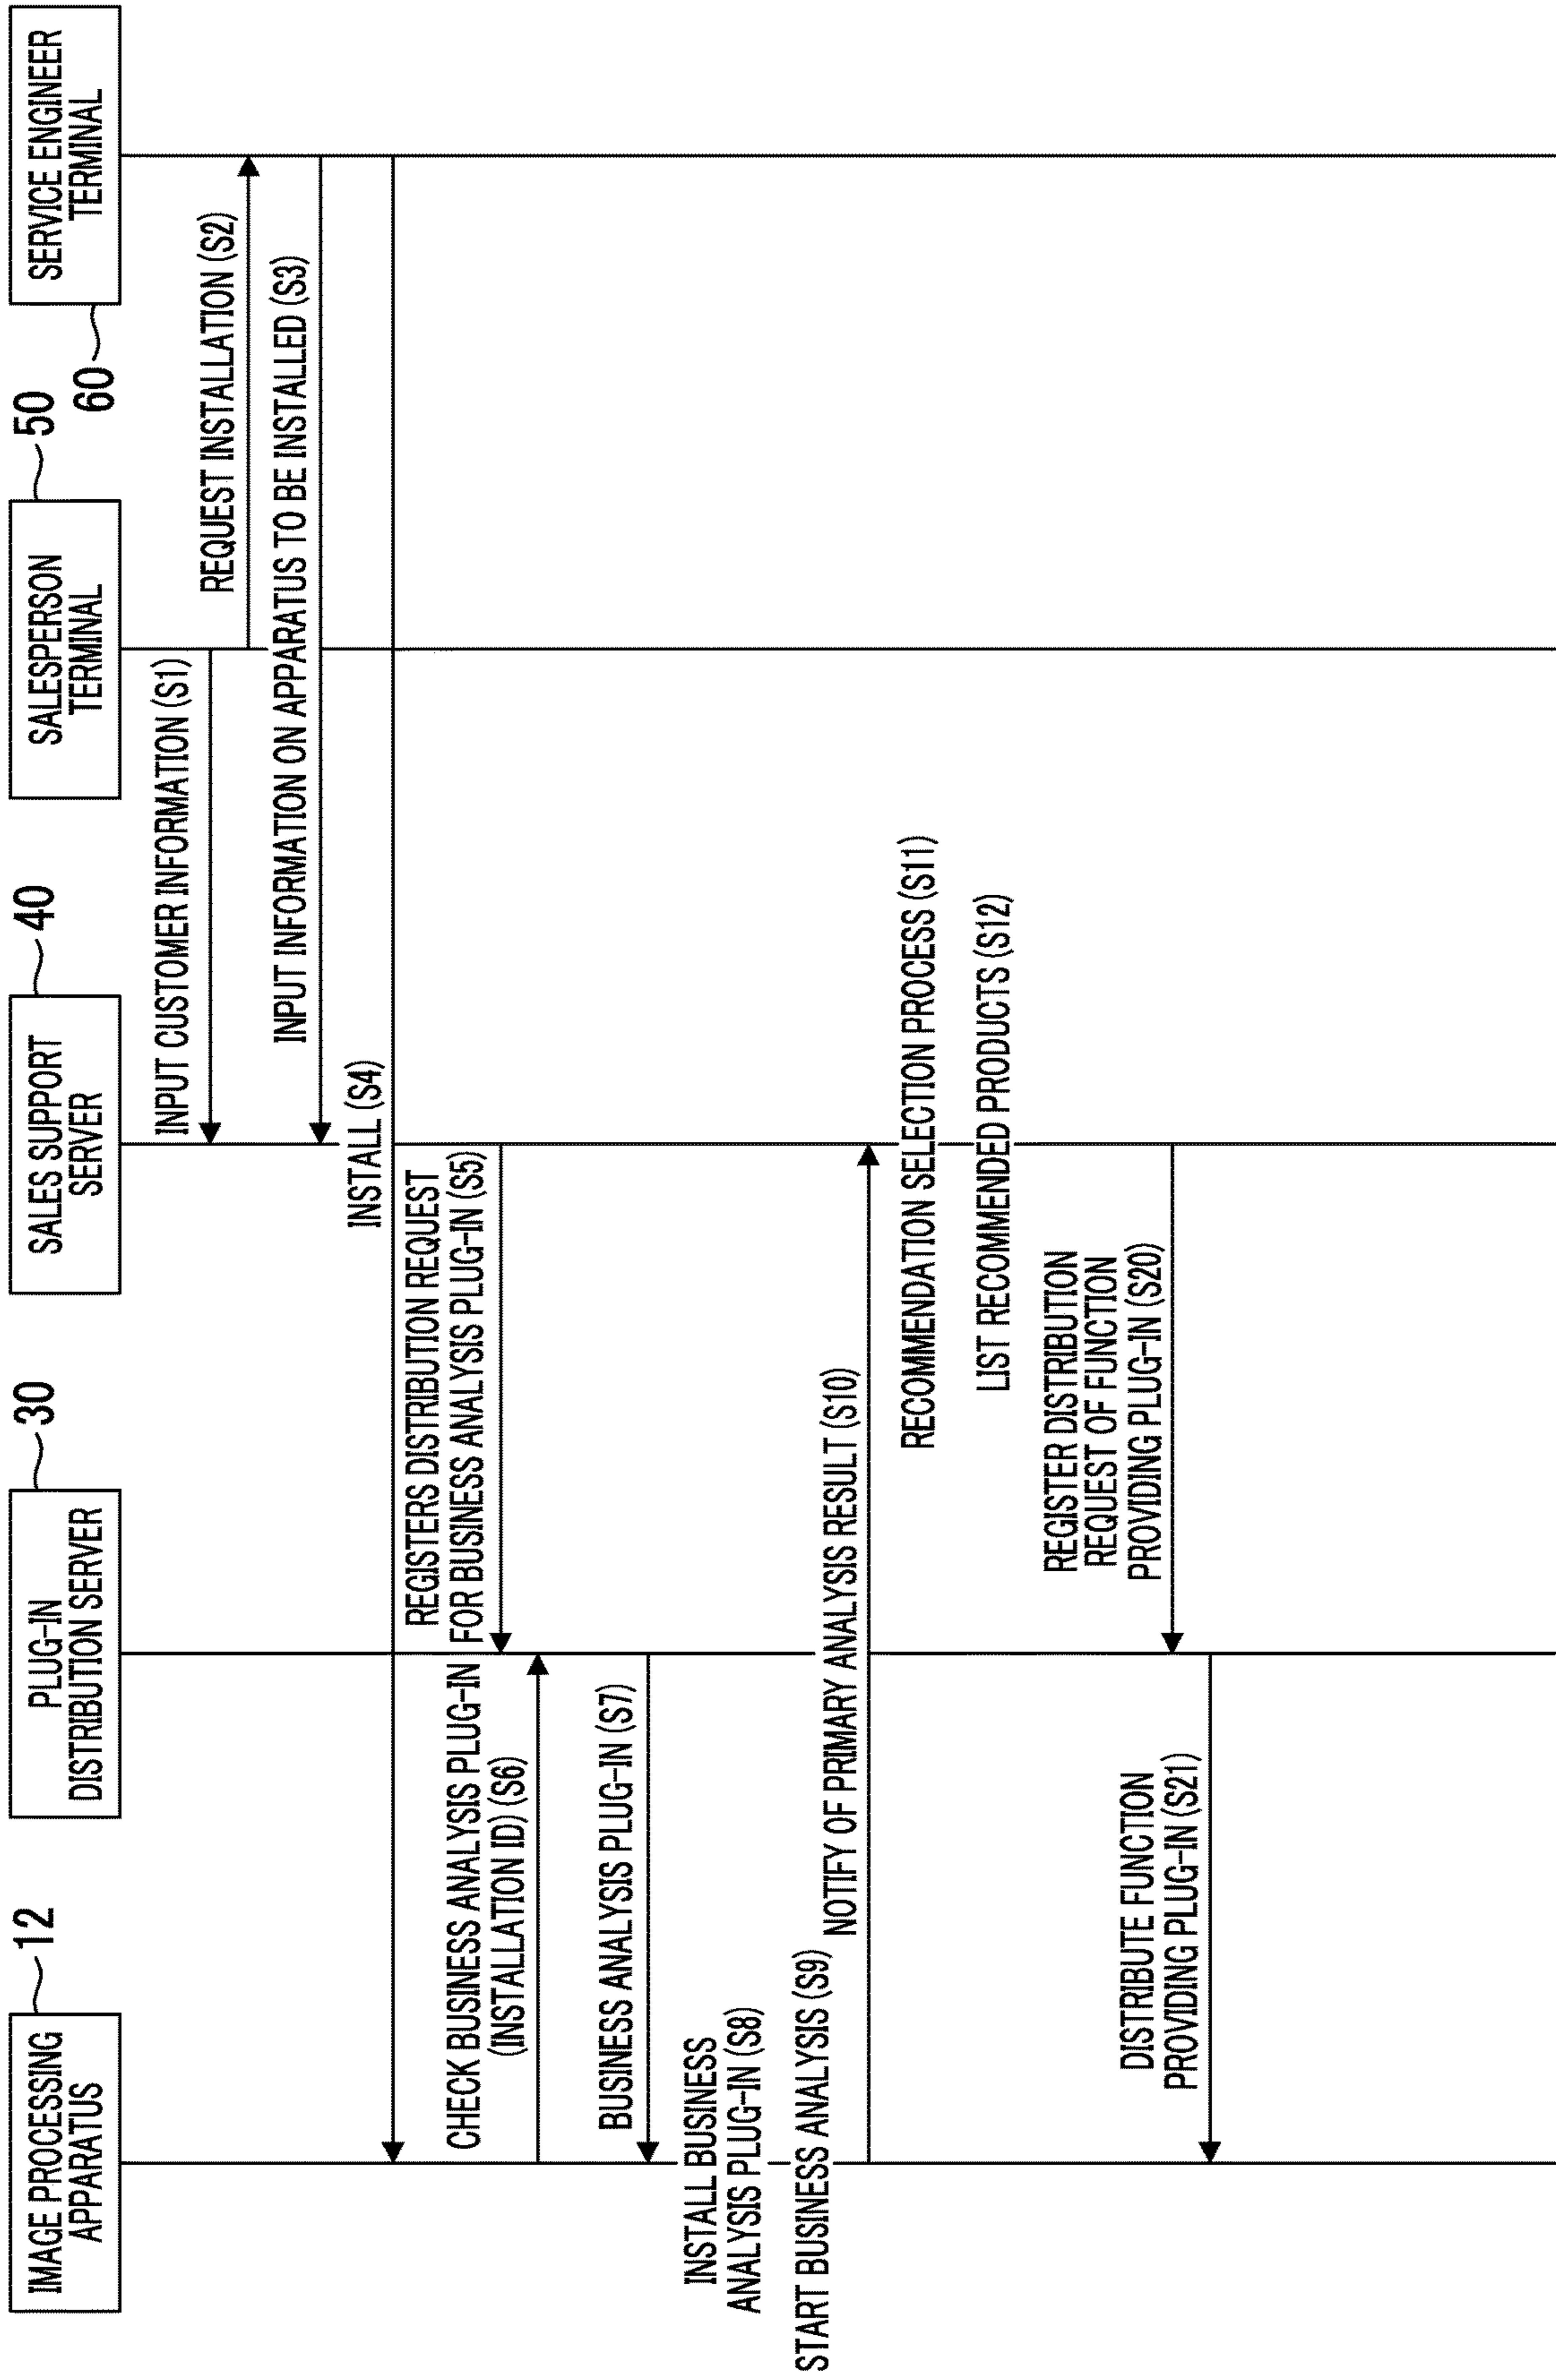 IMAGE PROCESSING
APPARATUS
12
PLUG-IN
DISTRIBUTION SERVER
30
SALES SUPPORT
SERVER
40
SALESPERSON
TERMINAL
50
SERVICE ENGINEER
TERMINAL
60
INPUT CUSTOMER INFORMATION (S1)
REQUEST INSTALLATION (S2)
INPUT INFORMATION ON APPARATUS TO BE INSTALLED (S3)
INSTALL (S4)
REGISTERS DISTRIBUTION REQUEST
FOR BUSINESS ANALYSIS PLUG-IN (S5)
CHECK BUSINESS ANALYSIS PLUG-IN
(INSTALLATION ID) (S6)
BUSINESS ANALYSIS PLUG-IN (S7)
INSTALL BUSINESS
ANALYSIS PLUG-IN (S8)
START BUSINESS ANALYSIS (S9)
NOTIFY OF PRIMARY ANALYSIS RESULT (S10)
RECOMMENDATION SELECTION PROCESS (S11)
LIST RECOMMENDED PRODUCTS (S12)
REGISTER DISTRIBUTION
REQUEST OF FUNCTION
PROVIDING PLUG-IN (S20)
DISTRIBUTE FUNCTION
PROVIDING PLUG-IN (S21)